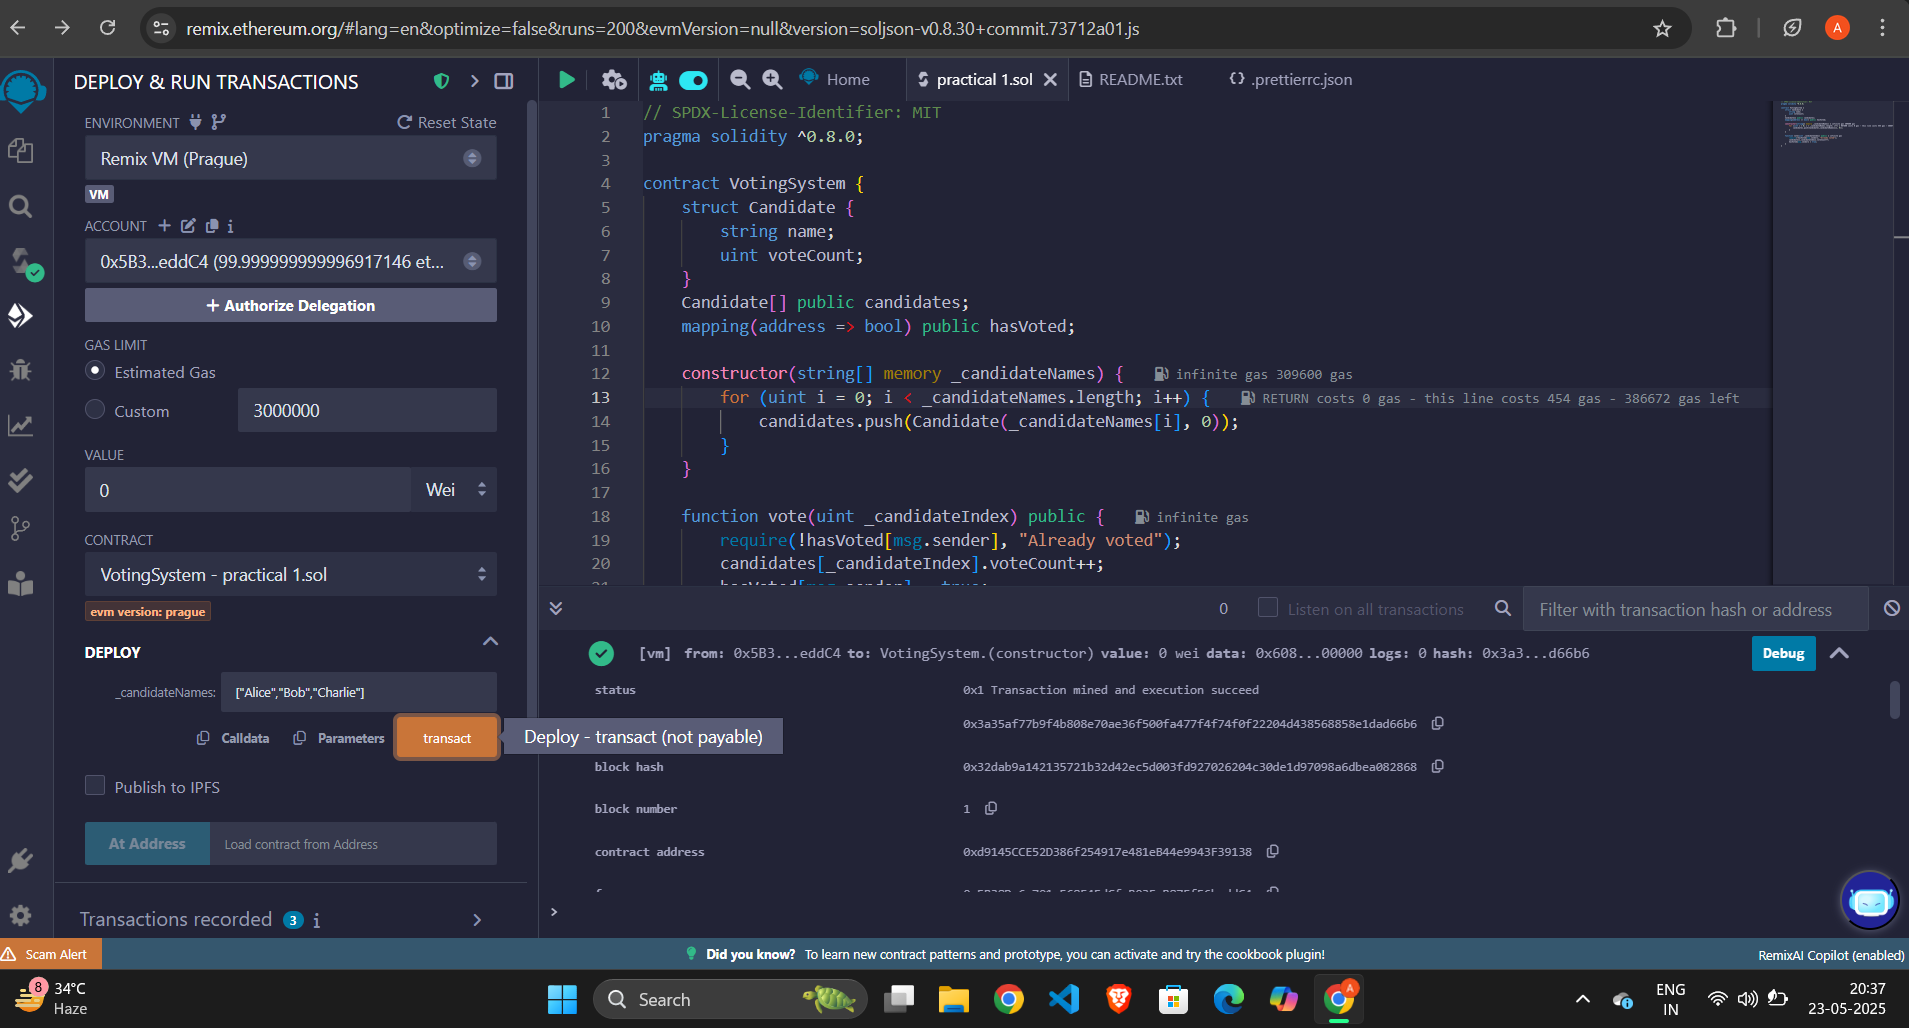 remix.ethereum.org/#lang=en&optimize=false&runs=200&evmVersion=null&version=soljson-v0.8.30+commit.73712a01.js
A
DEPLOY & RUN TRANSACTIONS
ENVIRONMENT
Reset State
Remix VM (Prague)
VM
ACCOUNT
0x5B3...eddC4 (99.999999999996917146 et...
+ Authorize Delegation
GAS LIMIT
Estimated Gas
Custom
3000000
VALUE
0
Wei
CONTRACT
VotingSystem - practical 1.sol
evm version: prague
DEPLOY
_candidateNames:
["Alice","Bob","Charlie"]
Calldata
Parameters
transact
Deploy - transact (not payable)
Publish to IPFS
At Address
Load contract from Address
Transactions recorded 3 i
Home
practical 1.sol
README.txt
.prettierrc.json
1 // SPDX-License-Identifier: MIT
2 pragma solidity ^0.8.0;
3
4 contract VotingSystem {
5 struct Candidate {
6 string name;
7 uint voteCount;
8 }
9 Candidate[] public candidates;
10 mapping(address => bool) public hasVoted;
11
12 constructor(string[] memory _candidateNames) { infinite gas 309600 gas
13 for (uint i = 0; i < _candidateNames.length; i++) { RETURN costs 0 gas - this line costs 454 gas - 386672 gas left
14 candidates.push(Candidate(_candidateNames[i], 0));
15 }
16 }
17
18 function vote(uint _candidateIndex) public { infinite gas
19 require(!hasVoted[msg.sender], "Already voted");
20 candidates[_candidateIndex].voteCount++;
0
Listen on all transactions
Filter with transaction hash or address
[vm] from: 0x5B3...eddC4 to: VotingSystem.(constructor) value: 0 wei data: 0x608...00000 logs: 0 hash: 0x3a3...d66b6
Debug
status 0x1 Transaction mined and execution succeed
0x3a35af77b9f4b808e70ae36f500fa477f4f74f0f22204d438568858e1dad66b6
block hash 0x32dab9a142135721b32d42ec5d003fd927026204c30de1d97098a6dbea082868
block number 1
contract address 0xd9145CCE52D386f254917e481eB44e9943F39138
>
Scam Alert
Did you know? To learn new contract patterns and prototype, you can activate and try the cookbook plugin!
RemixAI Copilot (enabled)
8
34°C
Haze
Search
A
ENG
IN
20:37
23-05-2025